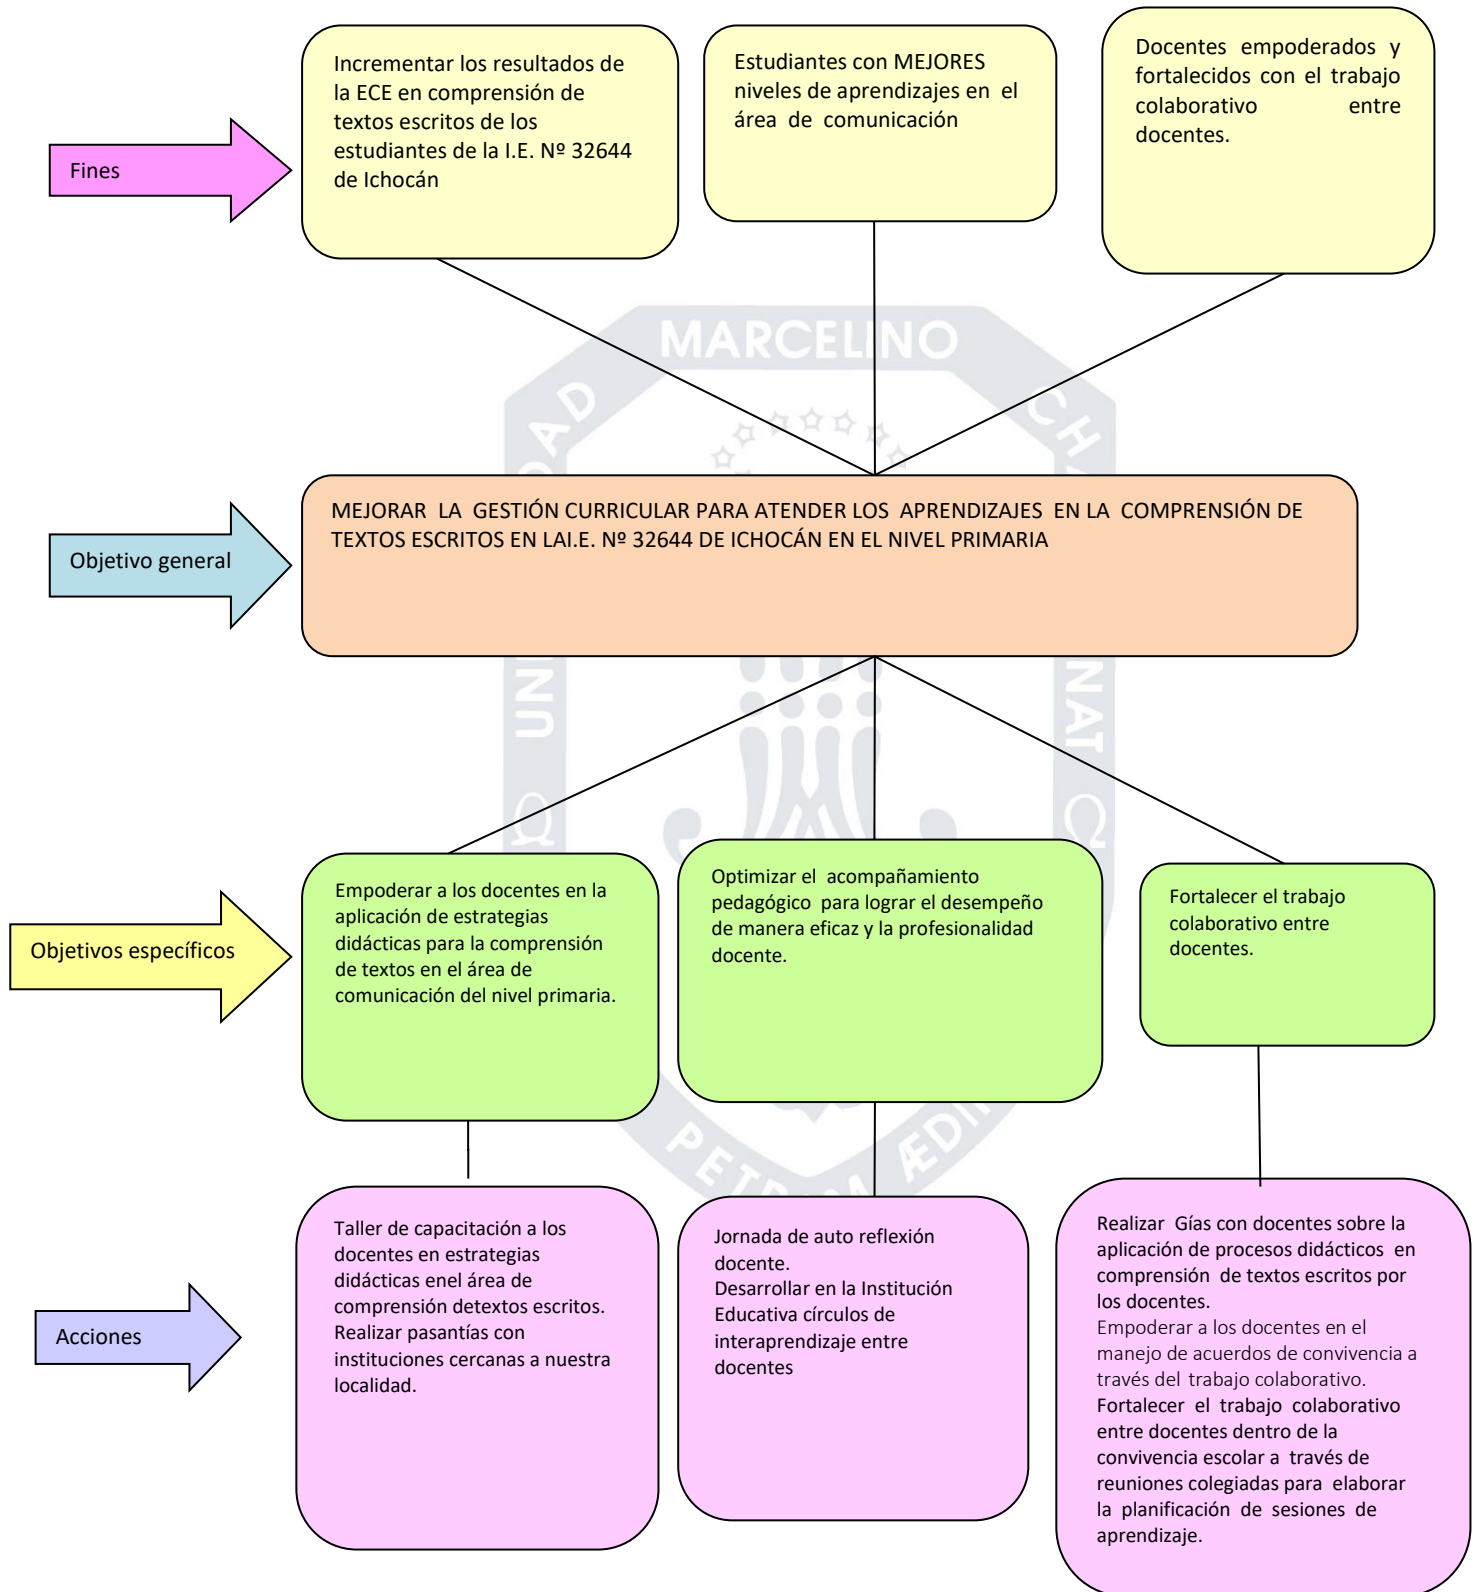 Fines
Incrementar los resultados de
la ECE en comprensión de
textos escritos de los
estudiantes de la I.E. Nº 32644
de Ichocán
Estudiantes con MEJORES
niveles de aprendizajes en el
área de comunicación
Docentes empoderados y
fortalecidos con el trabajo
colaborativo entre
docentes.
MARCELINO
CHA
NAT
UNI
DAD
PETRAM
ÆDI
Objetivo general
MEJORAR LA GESTIÓN CURRICULAR PARA ATENDER LOS APRENDIZAJES EN LA COMPRENSIÓN DE
TEXTOS ESCRITOS EN LAI.E. Nº 32644 DE ICHOCÁN EN EL NIVEL PRIMARIA
Objetivos específicos
Empoderar a los docentes en la
aplicación de estrategias
didácticas para la comprensión
de textos en el área de
comunicación del nivel primaria.
Optimizar el acompañamiento
pedagógico para lograr el desempeño
de manera eficaz y la profesionalidad
docente.
Fortalecer el trabajo
colaborativo entre
docentes.
Acciones
Taller de capacitación a los
docentes en estrategias
didácticas enel área de
comprensión detextos escritos.
Realizar pasantías con
instituciones cercanas a nuestra
localidad.
Jornada de auto reflexión
docente.
Desarrollar en la Institución
Educativa círculos de
interaprendizaje entre
docentes
Realizar Gías con docentes sobre la
aplicación de procesos didácticos en
comprensión de textos escritos por
los docentes.
Empoderar a los docentes en el
manejo de acuerdos de convivencia a
través del trabajo colaborativo.
Fortalecer el trabajo colaborativo
entre docentes dentro de la
convivencia escolar a través de
reuniones colegiadas para elaborar
la planificación de sesiones de
aprendizaje.